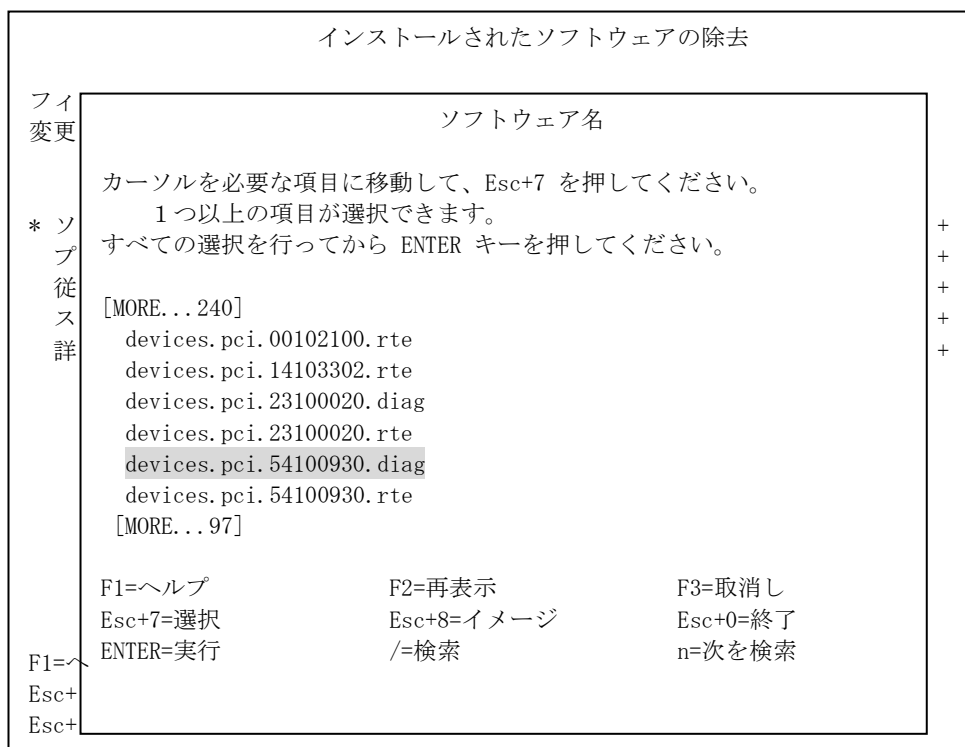 インストールされたソフトウェアの除去
フィ
変更
ソフトウェア名
カーソルを必要な項目に移動して、Esc+7 を押してください。
１つ以上の項目が選択できます。
すべての選択を行ってから ENTER キーを押してください。
* ソ +
プ +
従 +
ス +
詳 +
[MORE...240]
devices.pci.00102100.rte
devices.pci.14103302.rte
devices.pci.23100020.diag
devices.pci.23100020.rte
devices.pci.54100930.diag
devices.pci.54100930.rte
[MORE...97]
F1=ヘルプ F2=再表示 F3=取消し
Esc+7=選択 Esc+8=イメージ Esc+0=終了
ENTER=実行 /=検索 n=次を検索
F1=ヘ
Esc+
Esc+